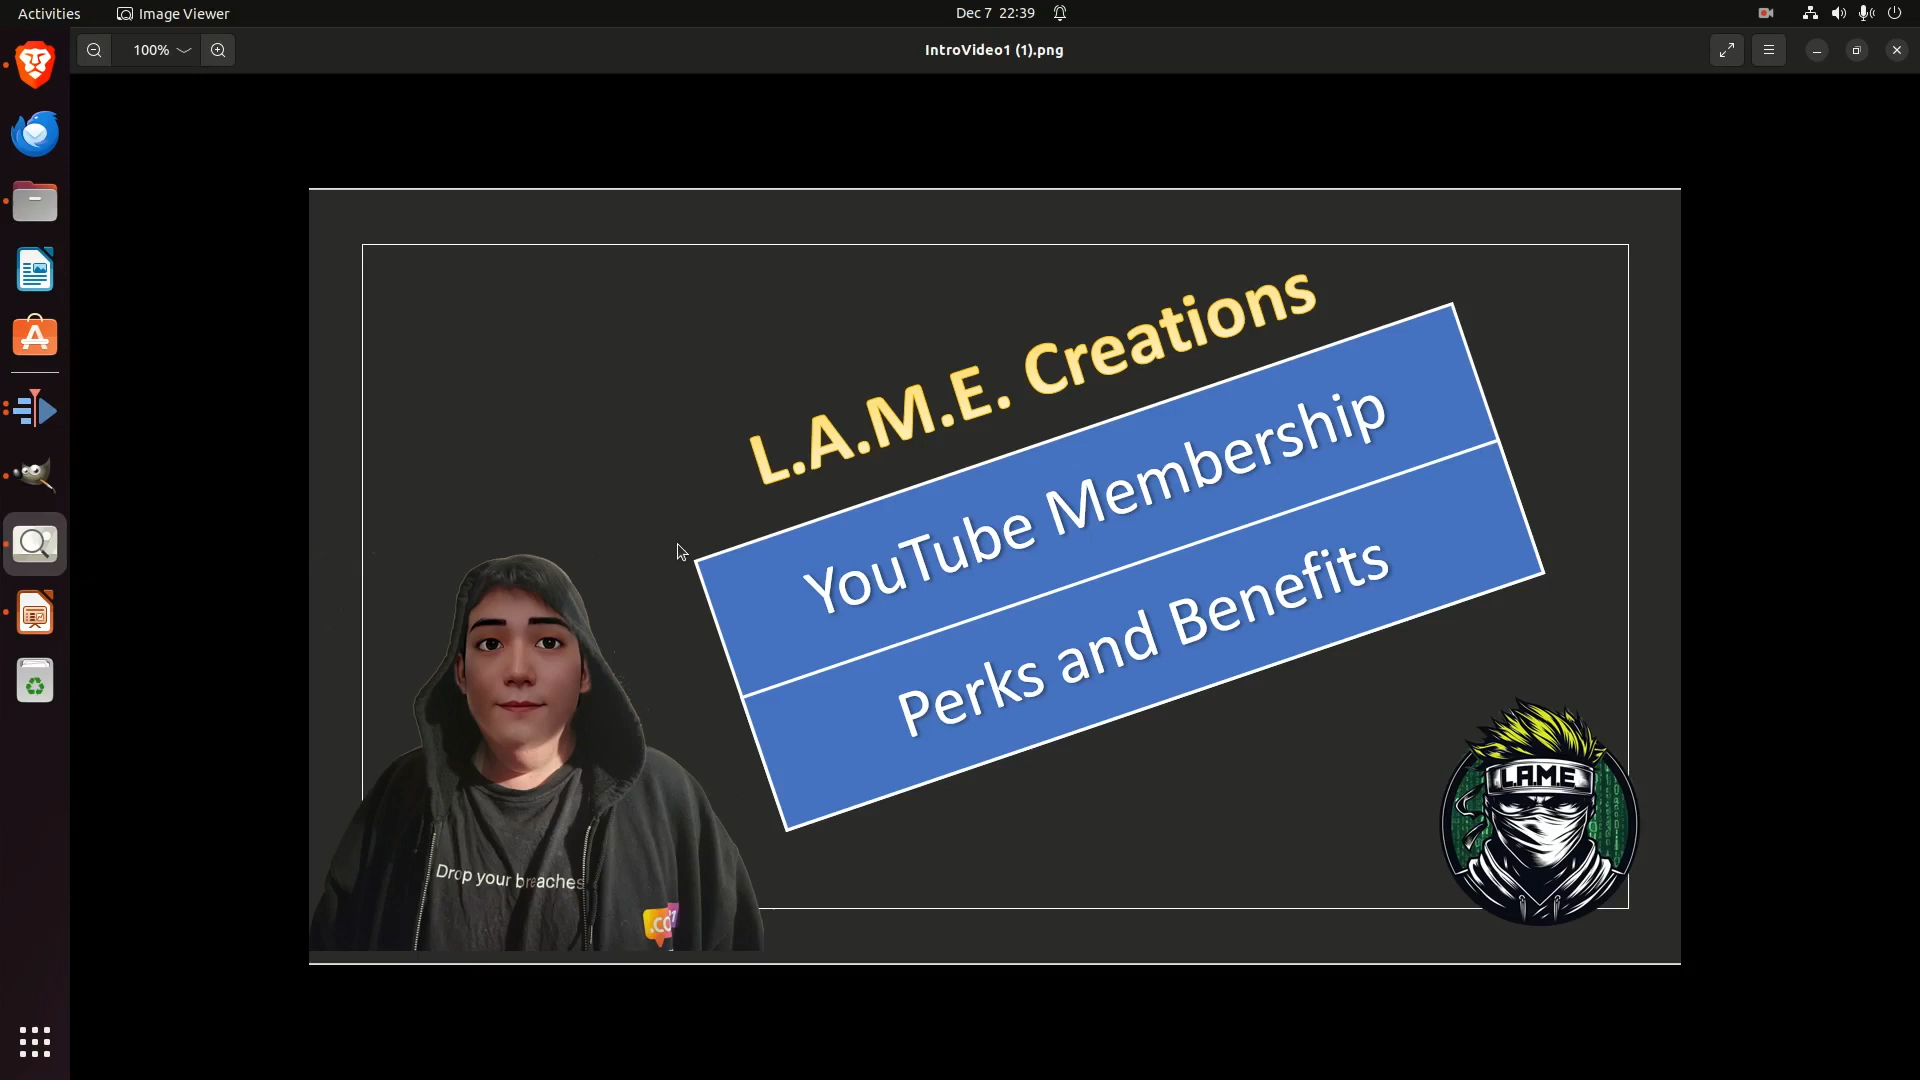 Activities Image Viewer Dec 7 22:39
100% IntroVideo1 (1).png
L.A.M.E. Creations
YouTube Membership
Perks and Benefits
L.A.M.E
Drop your breaches
.CO